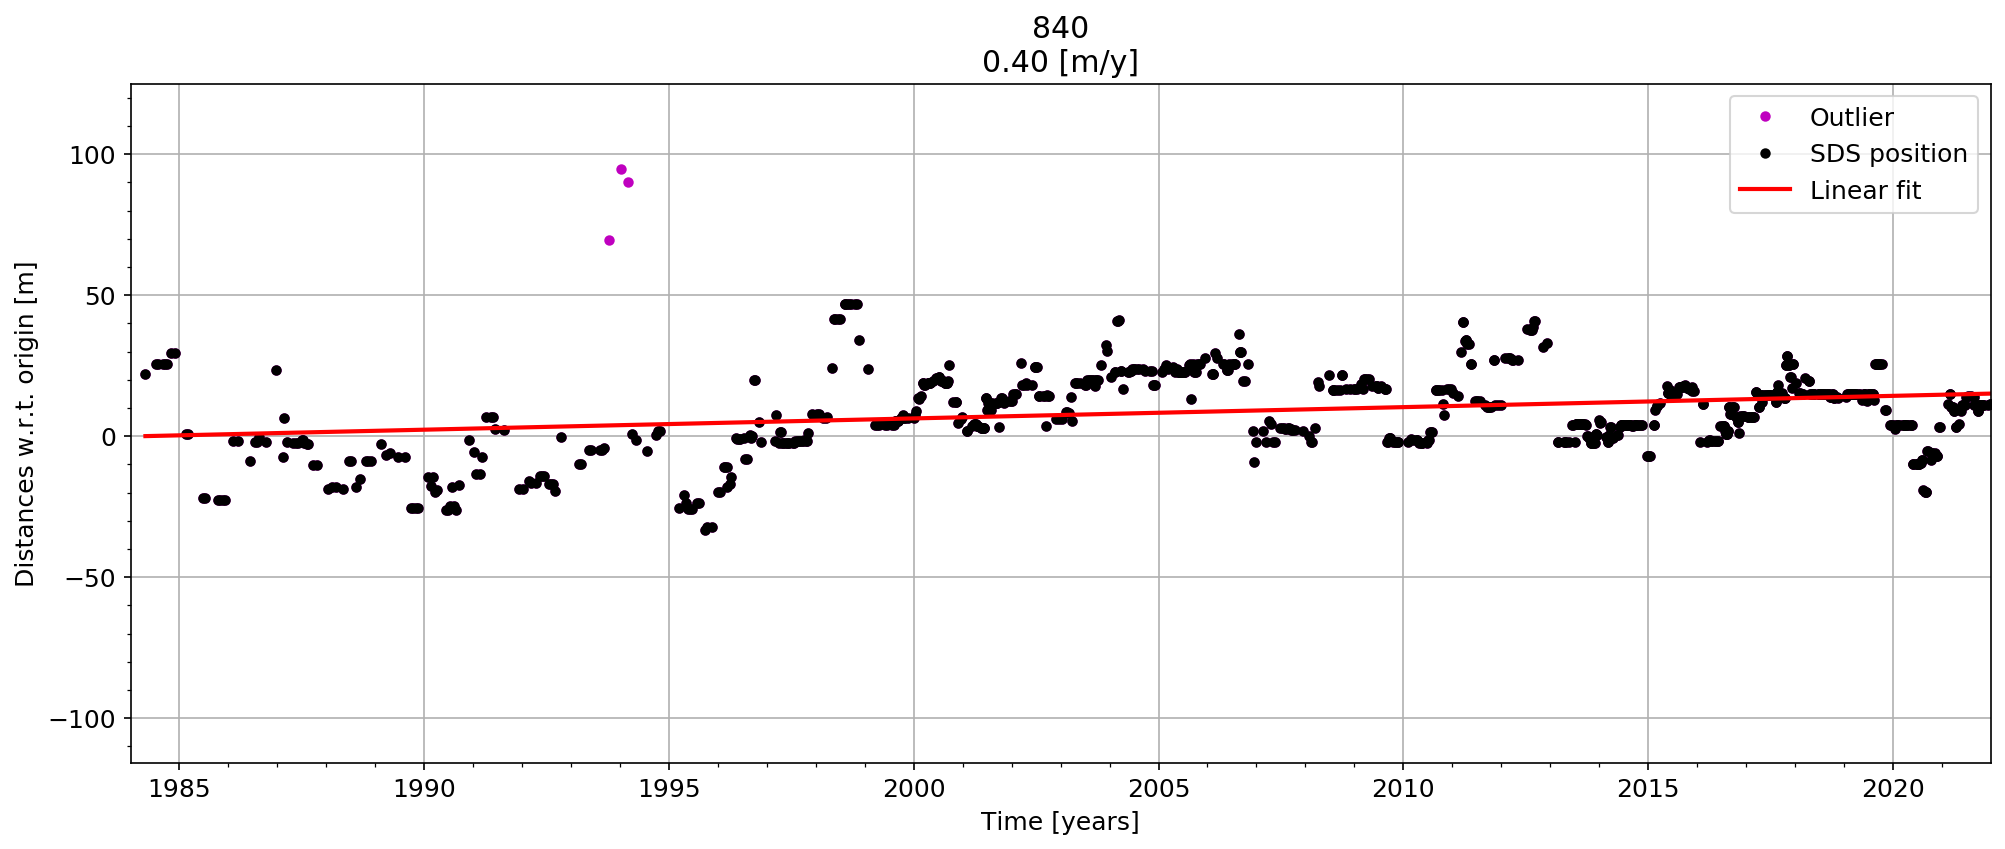 840
0.40 [m/y]
Outlier
SDS position
Linear fit
Distances w.r.t. origin [m]
100
50
0
−50
−100
1985 1990 1995 2000 2005 2010 2015 2020
Time [years]